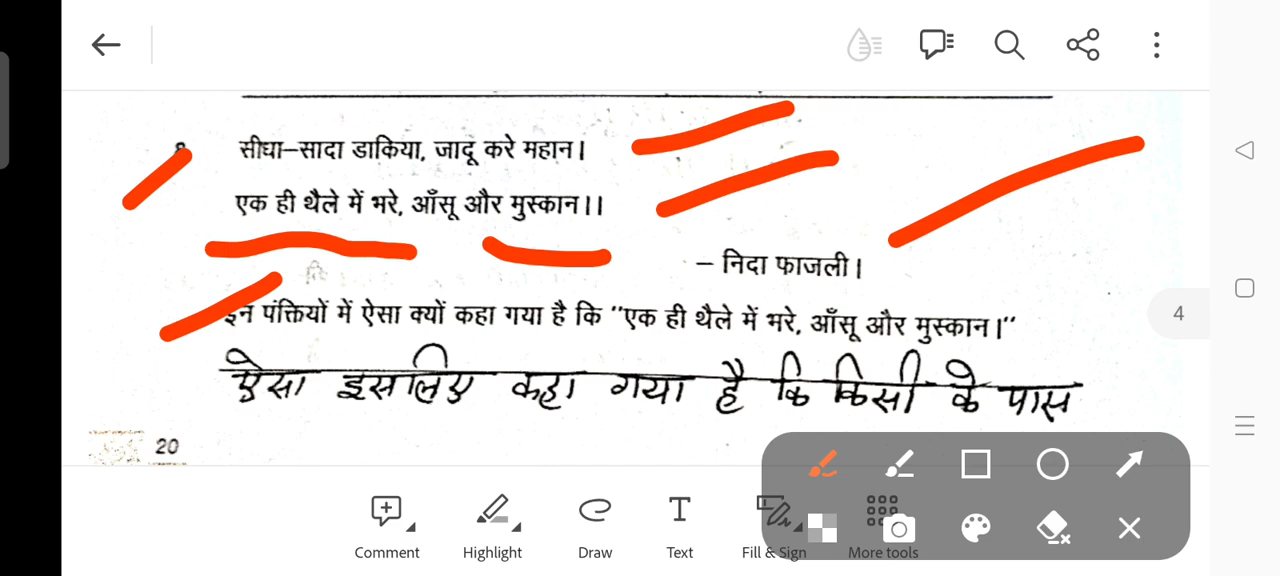 सीधा–सादा डाकिया, जादू करे महान।
एक ही थैले में भरे, आँसू और मुस्कान।।
– निदा फाजली।
इन पंक्तियों में ऐसा क्यों कहा गया है कि "एक ही थैले में भरे, आँसू और मुस्कान।"
4
ऐसा इसलिए कहा गया है कि किसी के पास
20
Comment
Highlight
Draw
Text
Fill & Sign
More tools